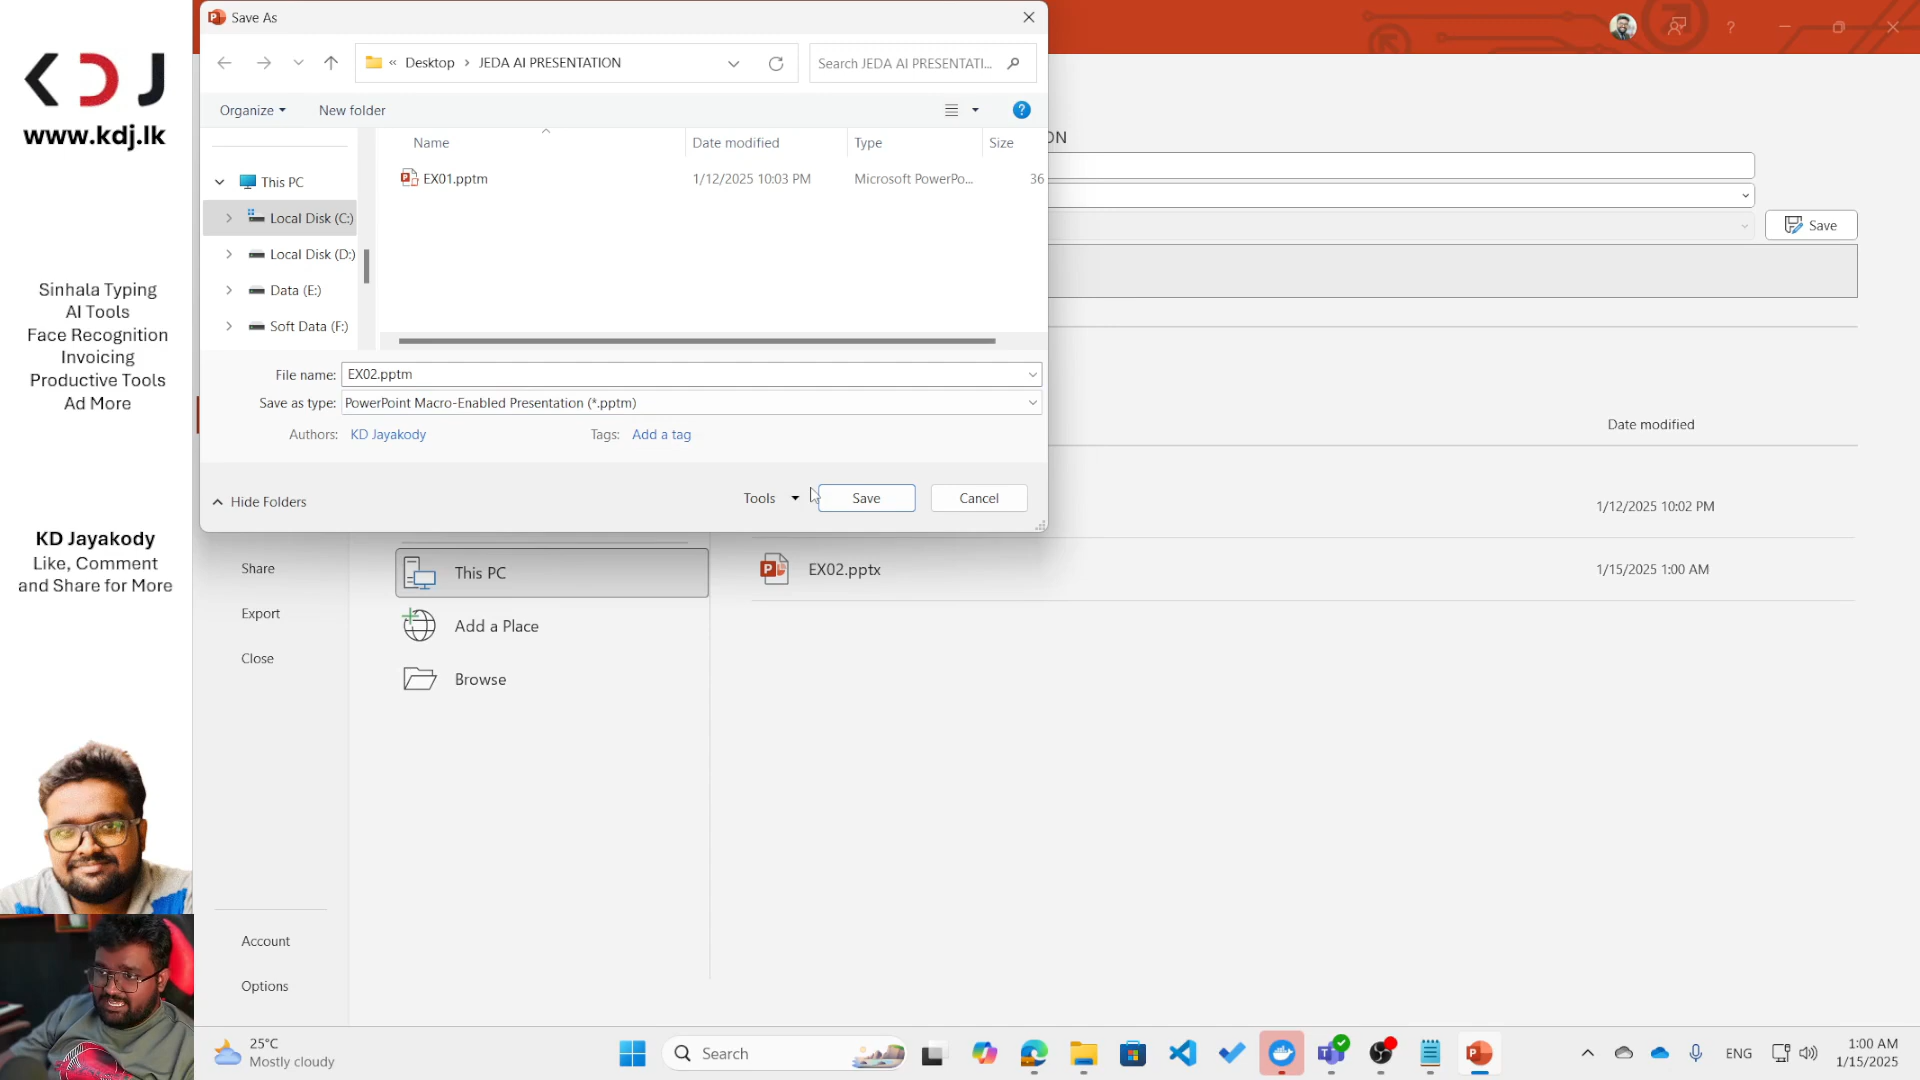 Save As
Desktop
JEDA AI PRESENTATION
Search JEDA AI PRESENTATI...
Organize
New folder
Name
Date modified
Type
Size
EX01.pptm
1/12/2025 10:03 PM
Microsoft PowerPo...
36
This PC
Local Disk (C:)
Local Disk (D:)
Data (E:)
Soft Data (F:)
File name:
EX02.pptm
Save as type:
PowerPoint Macro-Enabled Presentation (*.pptm)
Authors:
KD Jayakody
Tags:
Add a tag
Hide Folders
Tools
Save
Cancel
KDJ
www.kdj.lk
Sinhala Typing
AI Tools
Face Recognition
Invoicing
Productive Tools
Ad More
KD Jayakody
Like, Comment
and Share for More
ON
Save
Date modified
1/12/2025 10:02 PM
EX02.pptx
1/15/2025 1:00 AM
Share
Export
Close
Account
Options
This PC
Add a Place
Browse
25°C
Mostly cloudy
Search
ENG
1:00 AM
1/15/2025